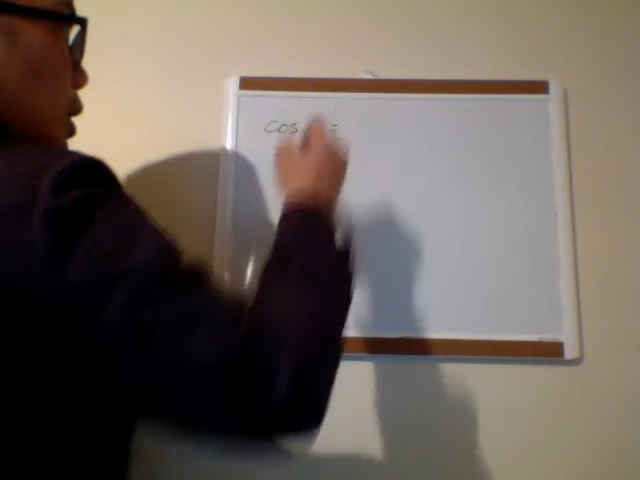 cos =